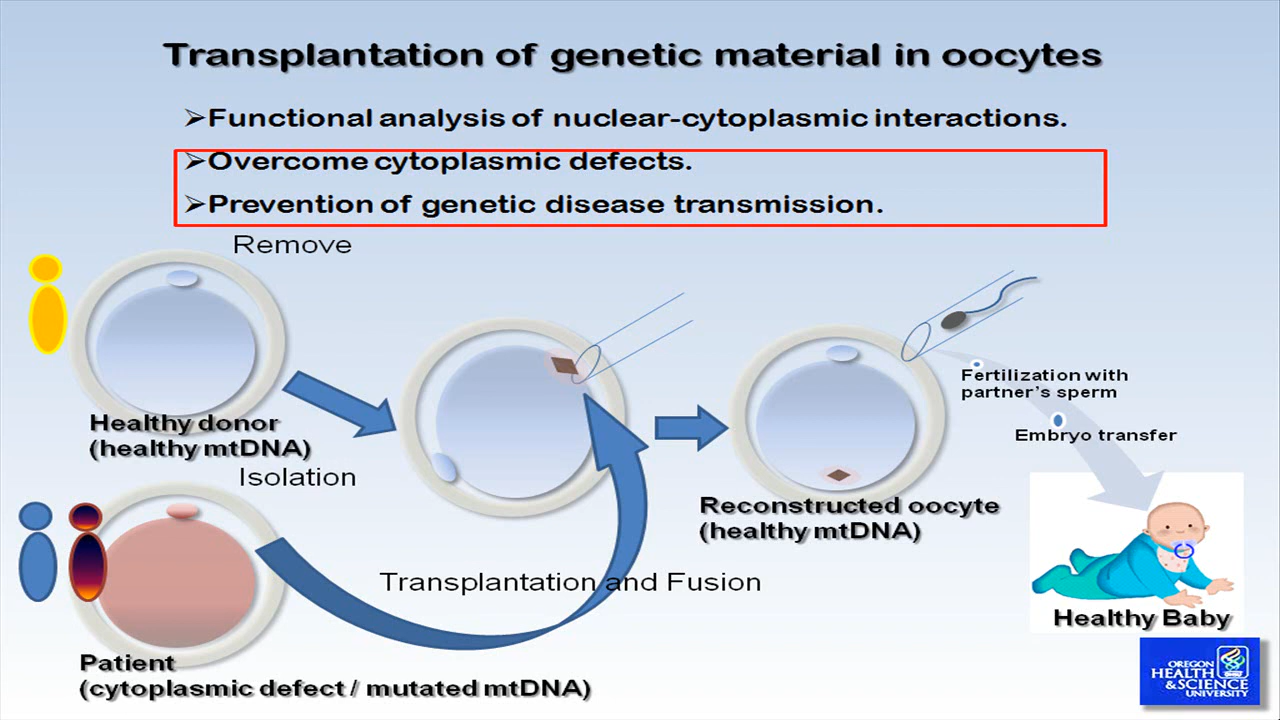 Transplantation of genetic material in oocytes
➢Functional analysis of nuclear-cytoplasmic interactions.
➢Overcome cytoplasmic defects.
➢Prevention of genetic disease transmission.
Remove
Healthy donor
(healthy mtDNA)
Isolation
Fertilization with
partner's sperm
Embryo transfer
Reconstructed oocyte
(healthy mtDNA)
Transplantation and Fusion
Healthy Baby
Patient
(cytoplasmic defect / mutated mtDNA)
OREGON
HEALTH
&SCIENCE
UNIVERSITY